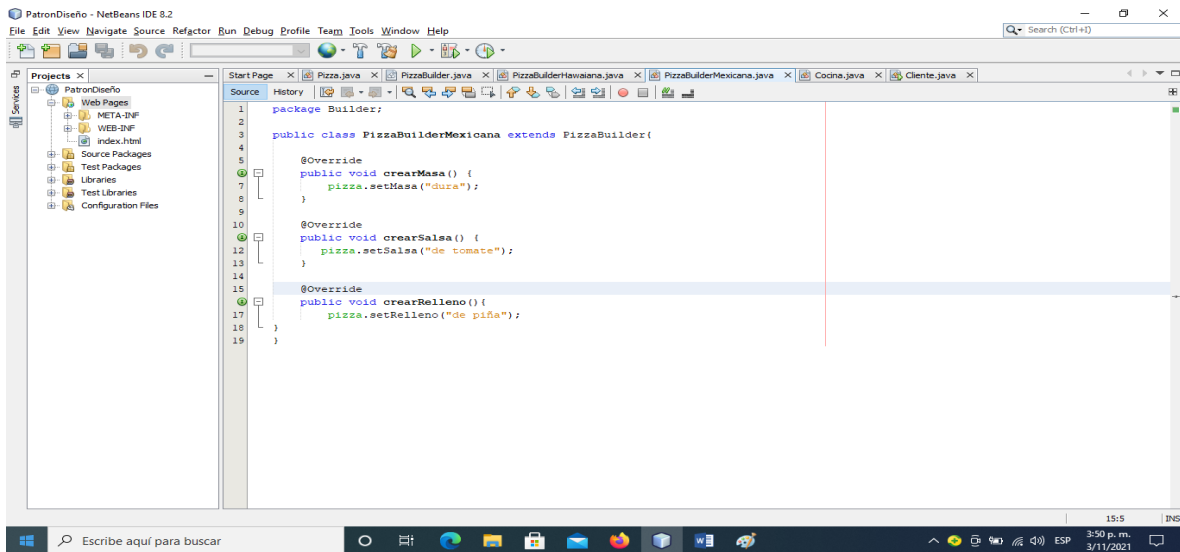 PatronDiseño - NetBeans IDE 8.2
File Edit View Navigate Source Refactor Run Debug Profile Team Tools Window Help
Search (Ctrl+I)
Projects
Start Page Pizza.java PizzaBuilder.java PizzaBuilderHawaiana.java PizzaBuilderMexicana.java Cocina.java Cliente.java
Services
PatronDiseño
Web Pages
META-INF
WEB-INF
index.html
Source Packages
Test Packages
Libraries
Test Libraries
Configuration Files
Source History
1 package Builder;
2
3 public class PizzaBuilderMexicana extends PizzaBuilder{
4
5 @Override
public void crearMasa() {
7 pizza.setMasa("dura");
8 }
9
10 @Override
public void crearSalsa() {
12 pizza.setSalsa("de tomate");
13 }
14
15 @Override
public void crearRelleno(){
17 pizza.setRelleno("de piña");
18 }
19 }
15:5 INS
Escribe aquí para buscar
ESP
3:50 p. m.
3/11/2021